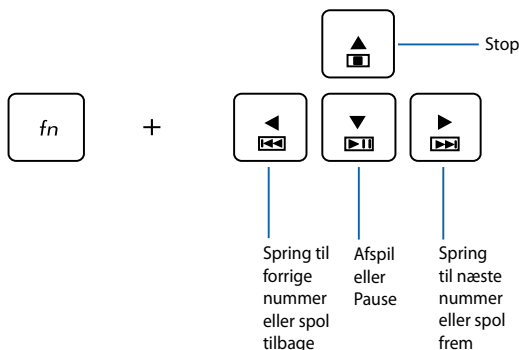 Stop
fn
+
Spring til
forrige
nummer
eller spol
tilbage
Afspil
eller
Pause
Spring
til næste
nummer
eller spol
frem